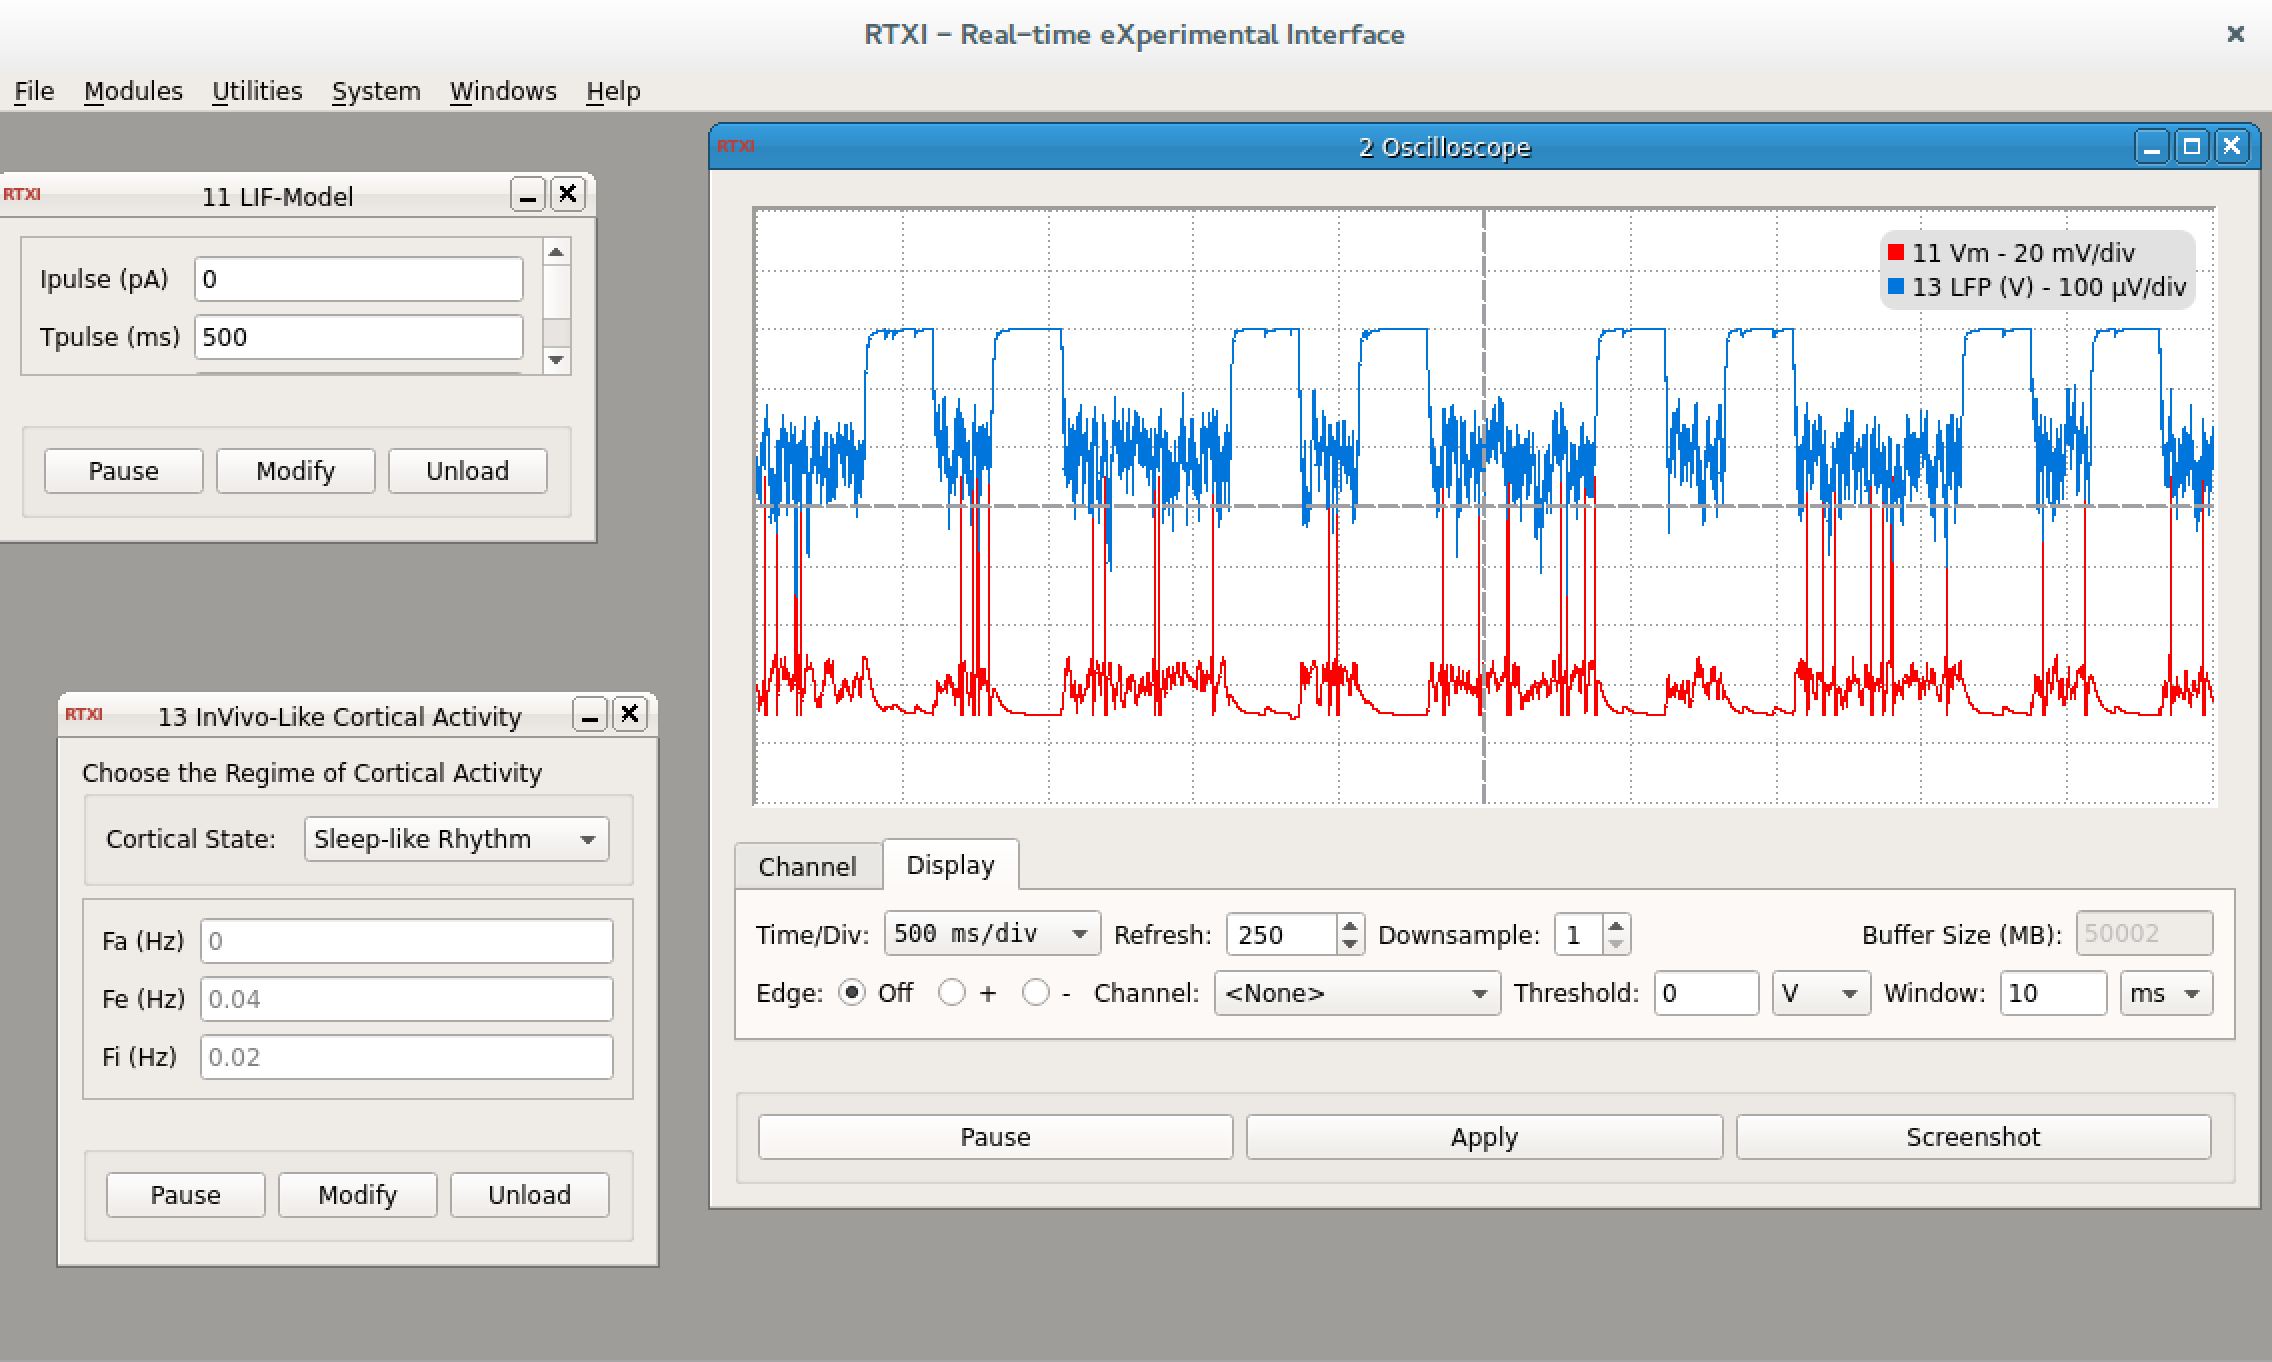 RTXI – Real-time eXperimental Interface
File Modules Utilities System Windows Help
RTXI 11 LIF-Model
Ipulse (pA) 0
Tpulse (ms) 500
Pause Modify Unload
RTXI 13 InVivo-Like Cortical Activity
Choose the Regime of Cortical Activity
Cortical State: Sleep-like Rhythm
Fa (Hz) 0
Fe (Hz) 0.04
Fi (Hz) 0.02
Pause Modify Unload
RTXI 2 Oscilloscope
11 Vm - 20 mV/div
13 LFP (V) - 100 µV/div
Channel Display
Time/Div: 500 ms/div Refresh: 250 Downsample: 1 Buffer Size (MB): 50002
Edge: Off + - Channel: <None> Threshold: 0 V Window: 10 ms
Pause Apply Screenshot